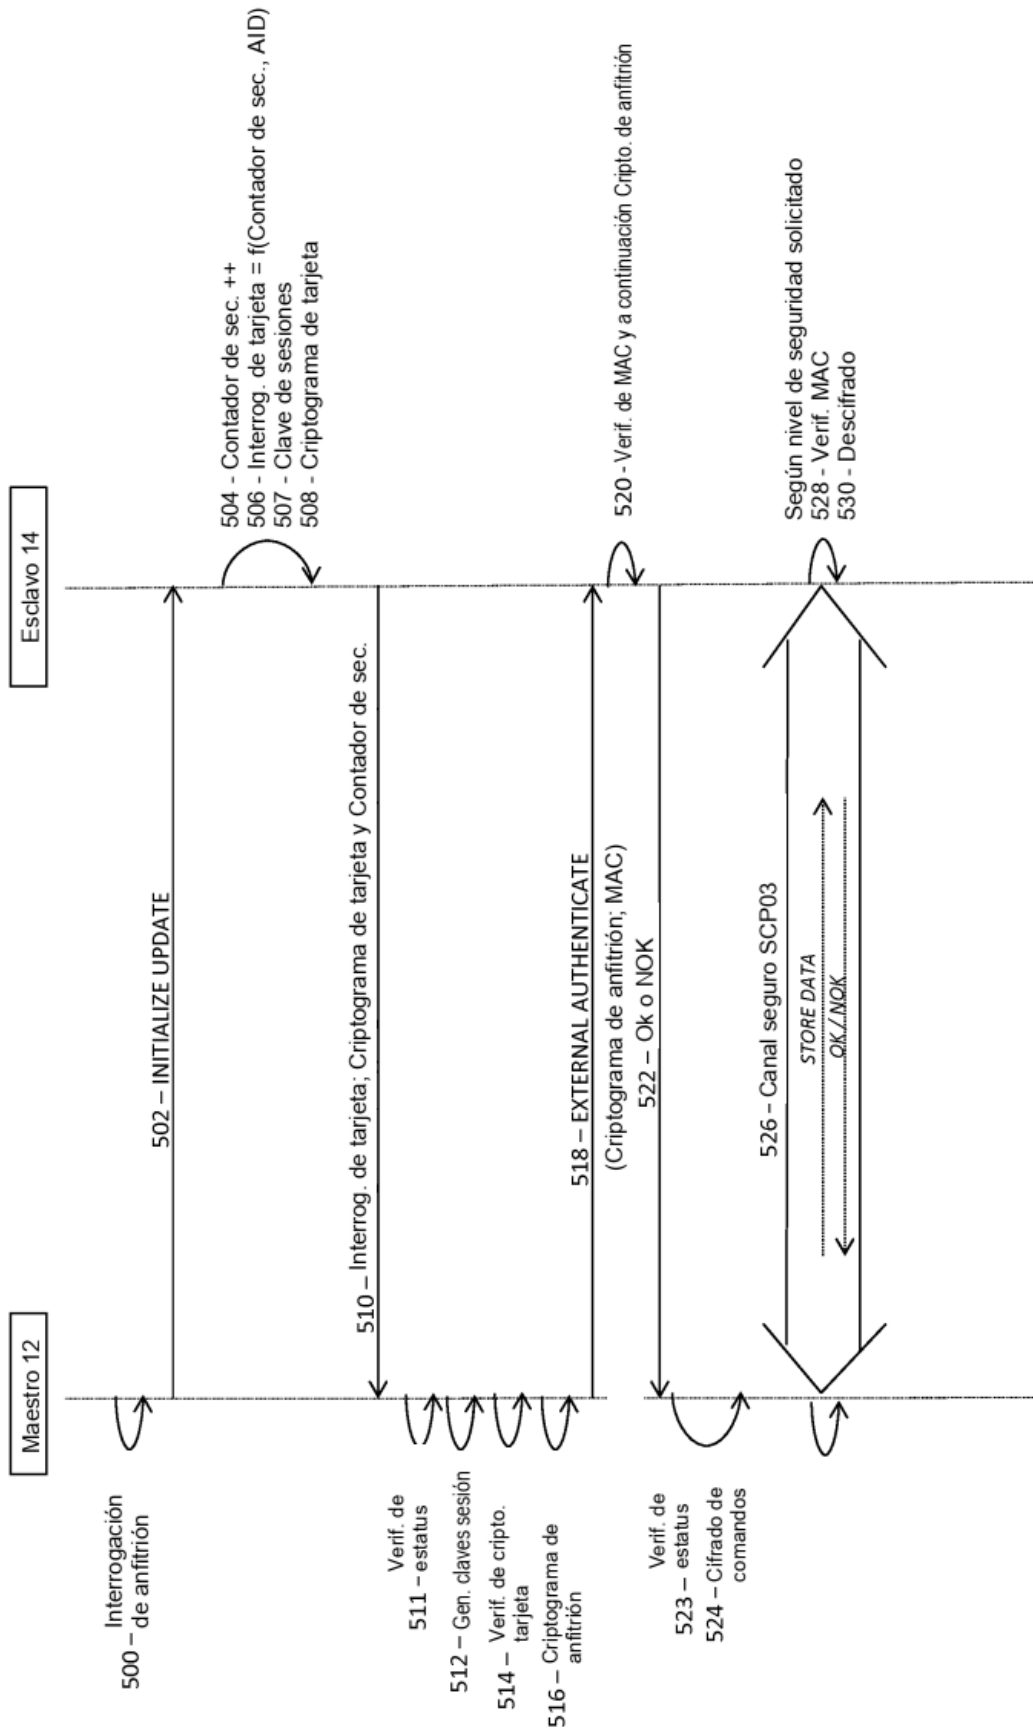 Maestro 12
Esclavo 14
500 – Interrogación
de anfitrión
502 – INITIALIZE UPDATE
504 - Contador de sec. ++
506 - Interrog. de tarjeta = f(Contador de sec., AID)
507 - Clave de sesiones
508 - Criptograma de tarjeta
510 – Interrog. de tarjeta; Criptograma de tarjeta y Contador de sec.
Verif. de
511 – estatus
512 – Gen. claves sesión
514 – Verif. de cripto.
tarjeta
516 – Criptograma de
anfitrión
518 – EXTERNAL AUTHENTICATE
(Criptograma de anfitrión; MAC)
520 - Verif. de MAC y a continuación Cripto. de anfitrión
522 – Ok o NOK
Verif. de
523 – estatus
524 – Cifrado de
comandos
526 – Canal seguro SCP03
STORE DATA
OK / NOK
Según nivel de seguridad solicitado
528 - Verif. MAC
530 - Descifrado